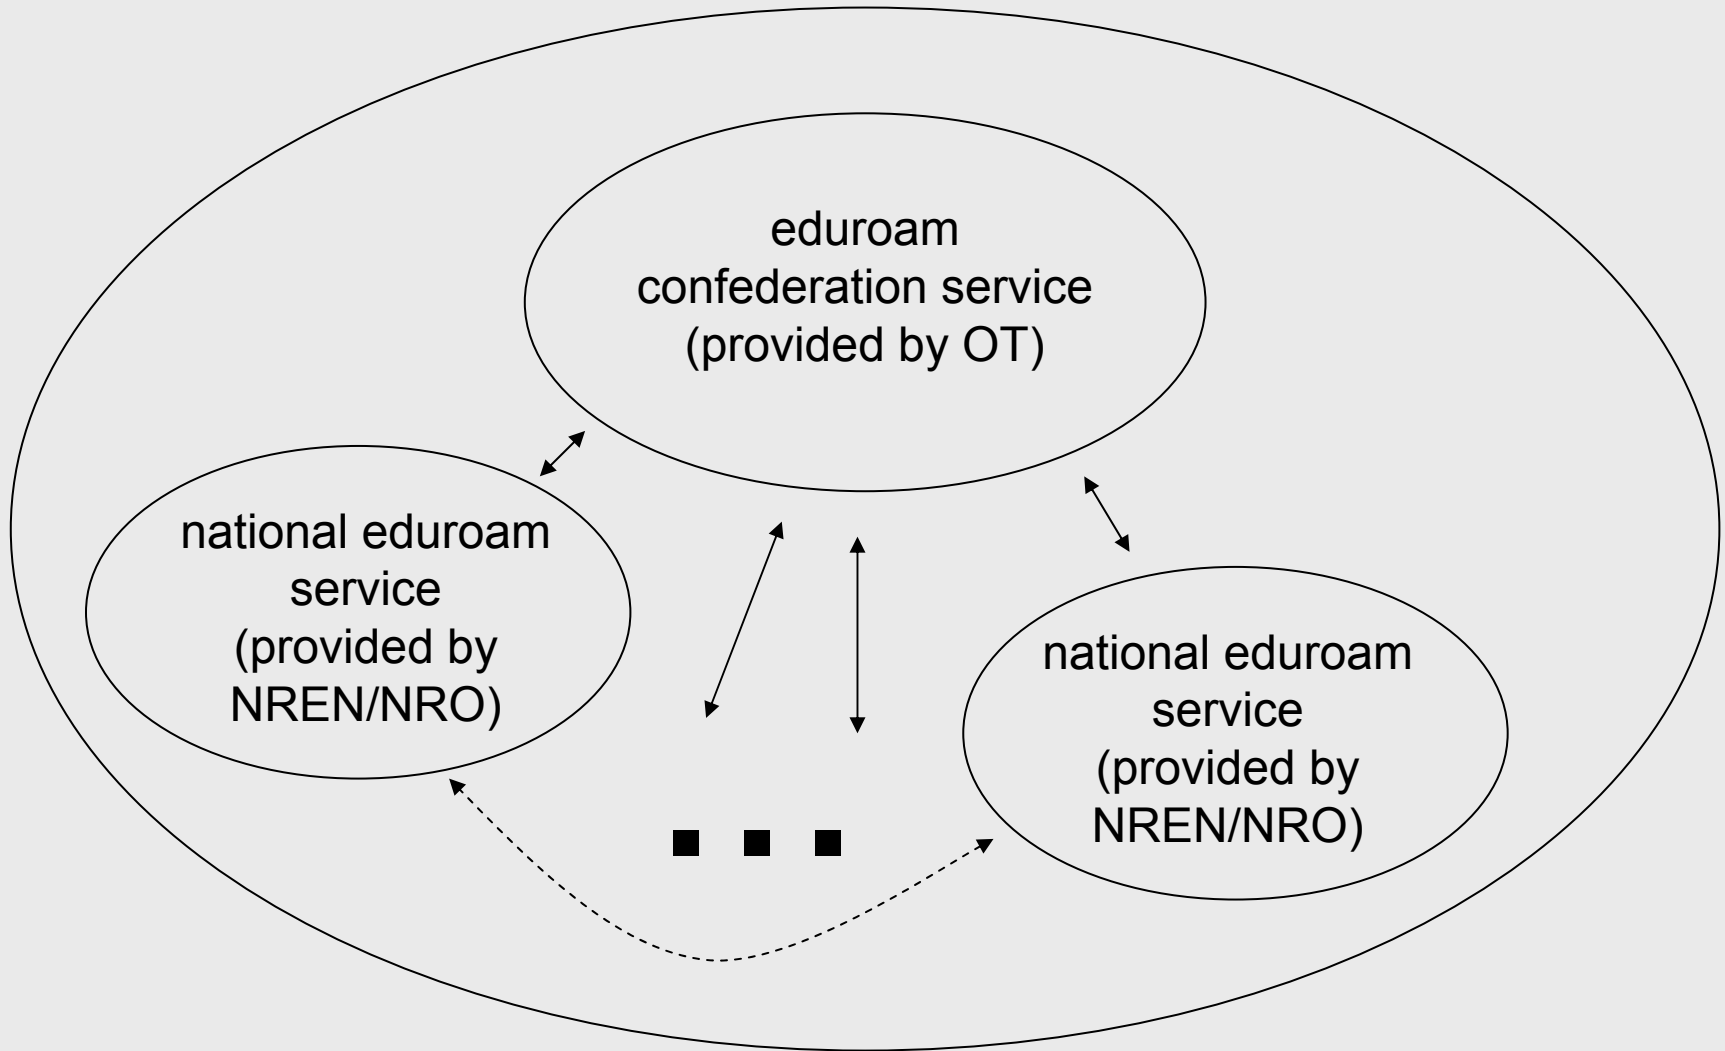 eduroam
confederation service
(provided by OT)
national eduroam
service
(provided by
NREN/NRO)
national eduroam
service
(provided by
NREN/NRO)